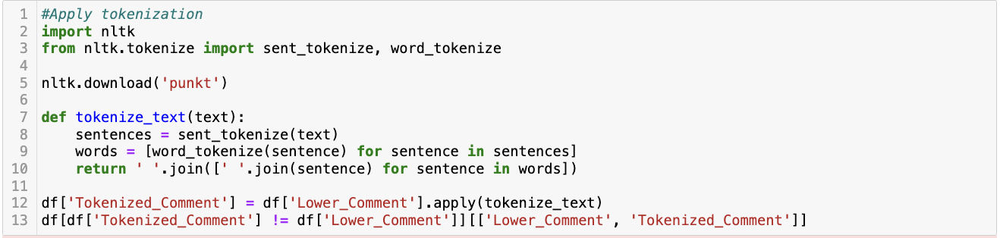 1 #Apply tokenization
2 import nltk
3 from nltk.tokenize import sent_tokenize, word_tokenize
4
5 nltk.download('punkt')
6
7 def tokenize_text(text):
8     sentences = sent_tokenize(text)
9     words = [word_tokenize(sentence) for sentence in sentences]
10     return ' '.join([' '.join(sentence) for sentence in words])
11
12 df['Tokenized_Comment'] = df['Lower_Comment'].apply(tokenize_text)
13 df[df['Tokenized_Comment'] != df['Lower_Comment']][['Lower_Comment', 'Tokenized_Comment']]